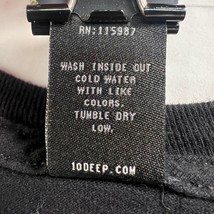 RN:115987
WASH INSIDE OUT
COLD WATER
WITH LIKE
COLORS.
TUMBLE DRY
LOW.
10DEEP.COM